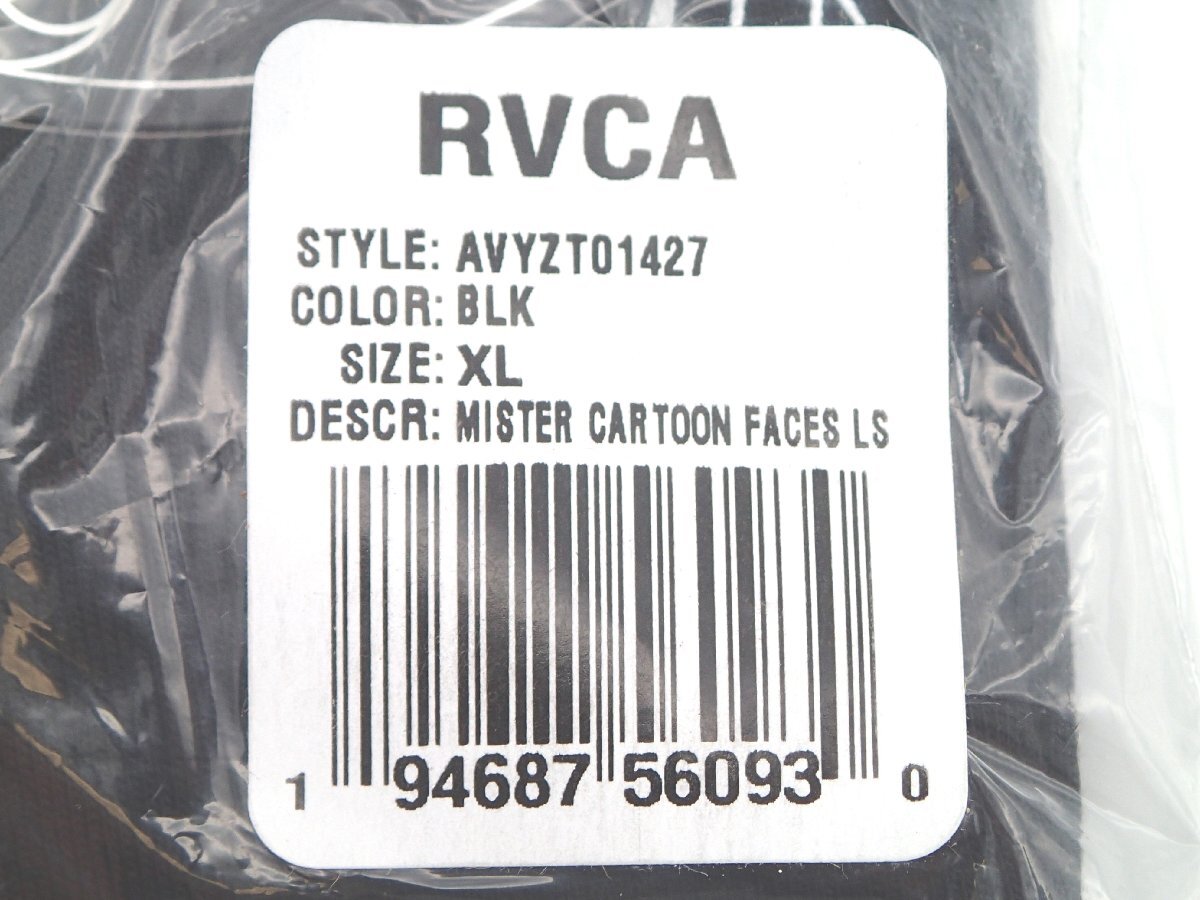 RVCA
STYLE: AVYZT01427
COLOR: BLK
SIZE: XL
DESCR: MISTER CARTOON FACES LS
1 94687 56093 0